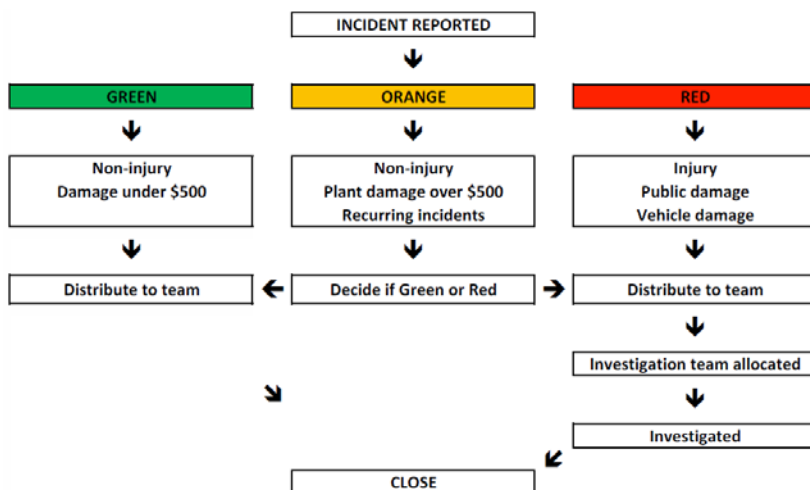 INCIDENT REPORTED
GREEN
ORANGE
RED
Non-injury
Damage under $500
Non-injury
Plant damage over $500
Recurring incidents
Injury
Public damage
Vehicle damage
Distribute to team
Decide if Green or Red
Distribute to team
Investigation team allocated
Investigated
CLOSE